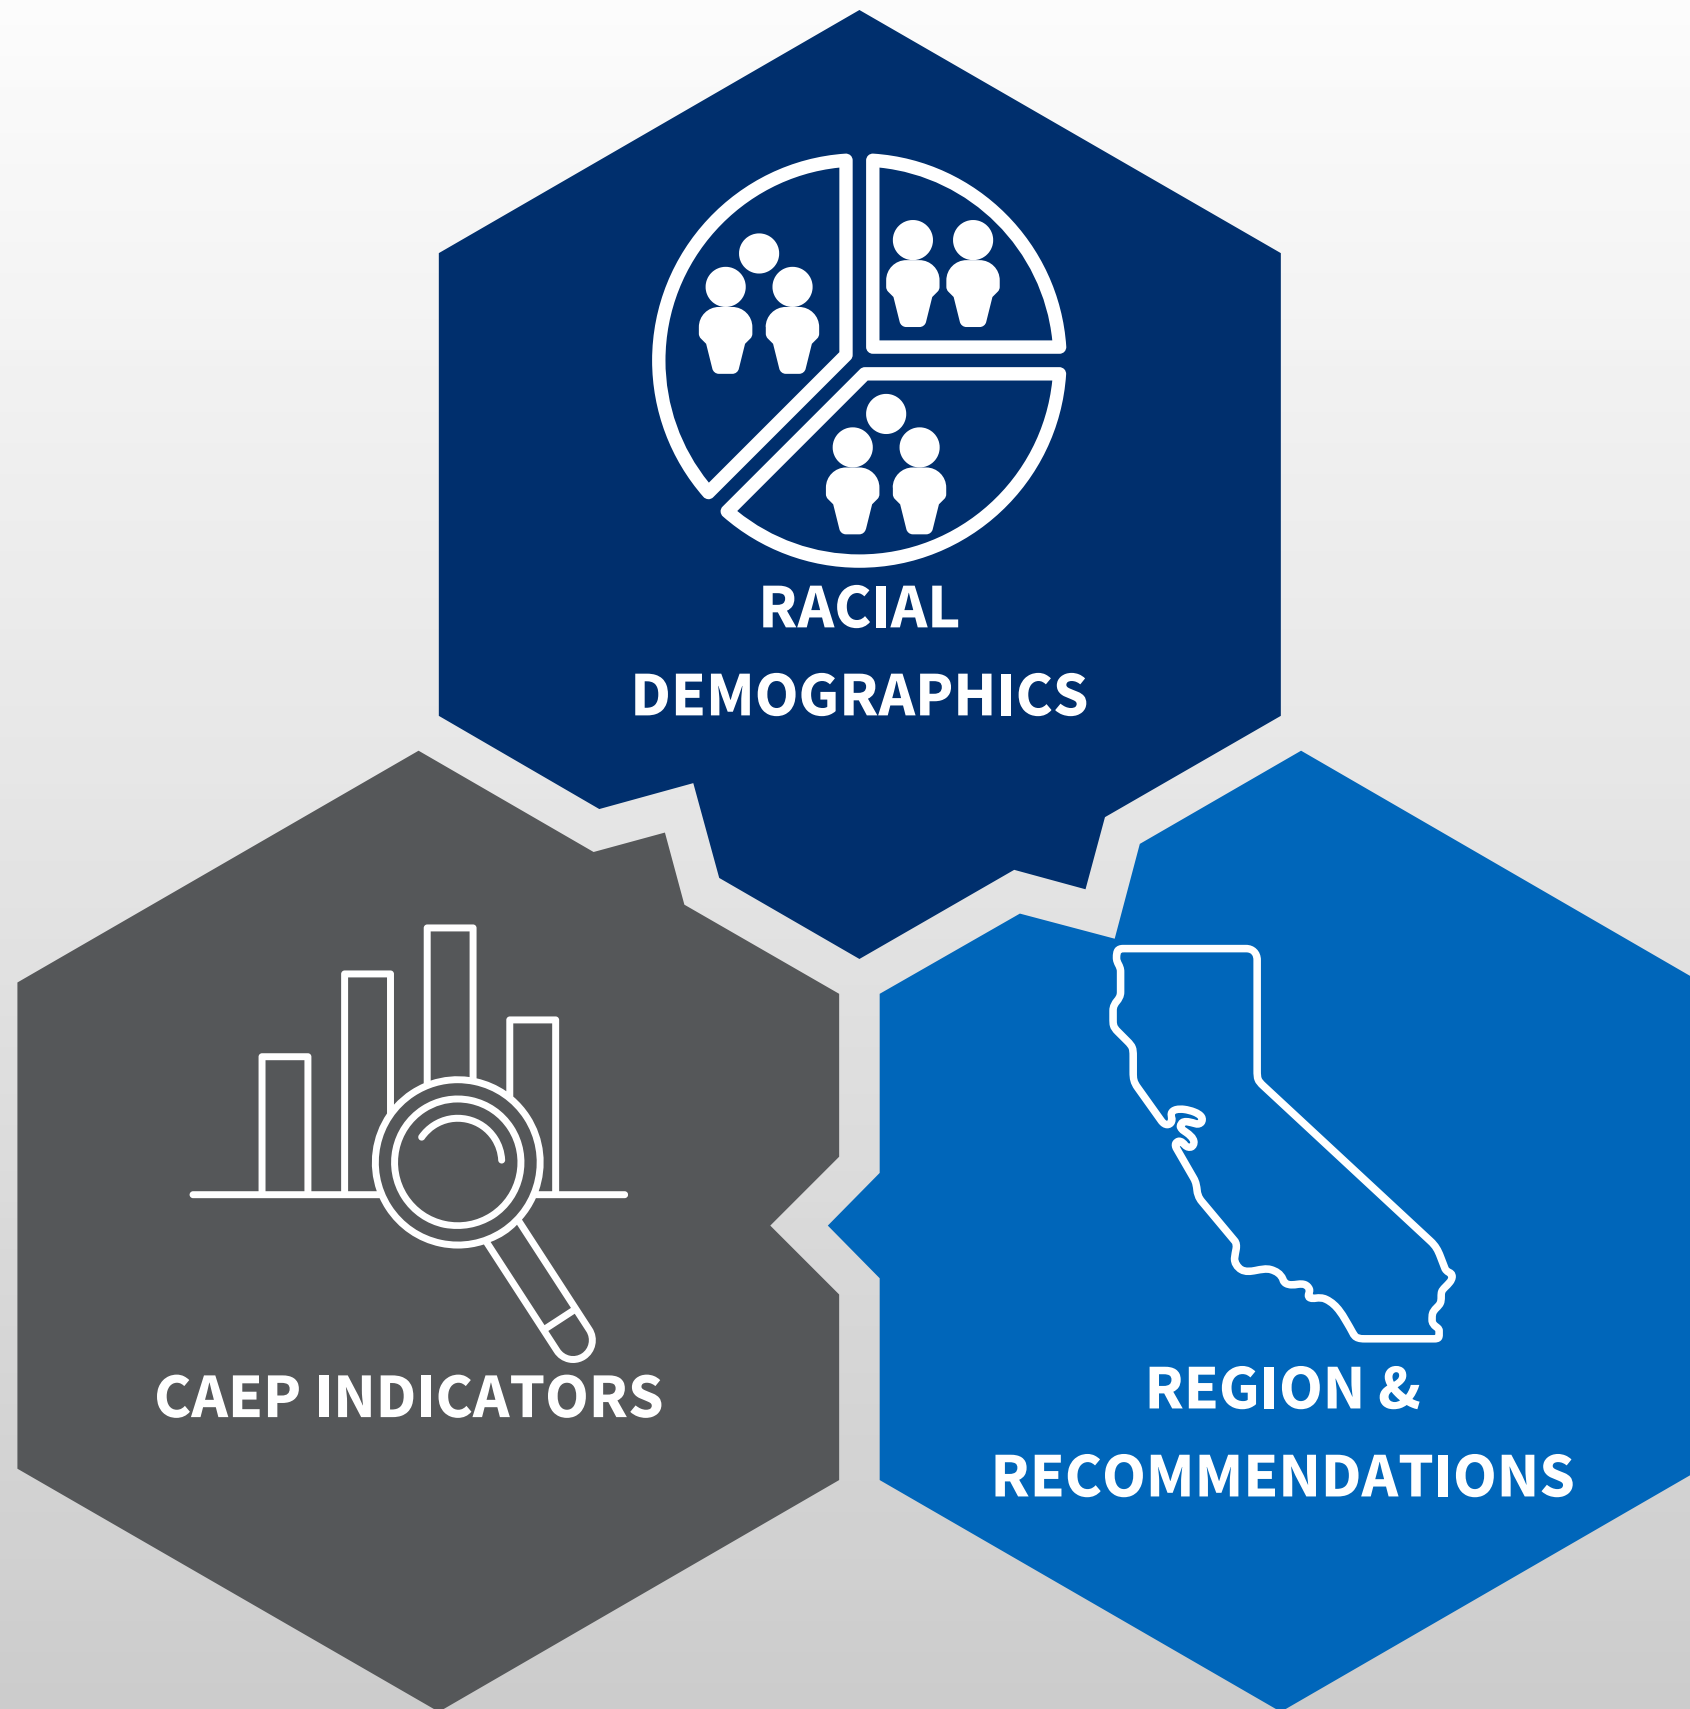 RACIAL
DEMOGRAPHICS
CAEP INDICATORS
REGION &
RECOMMENDATIONS